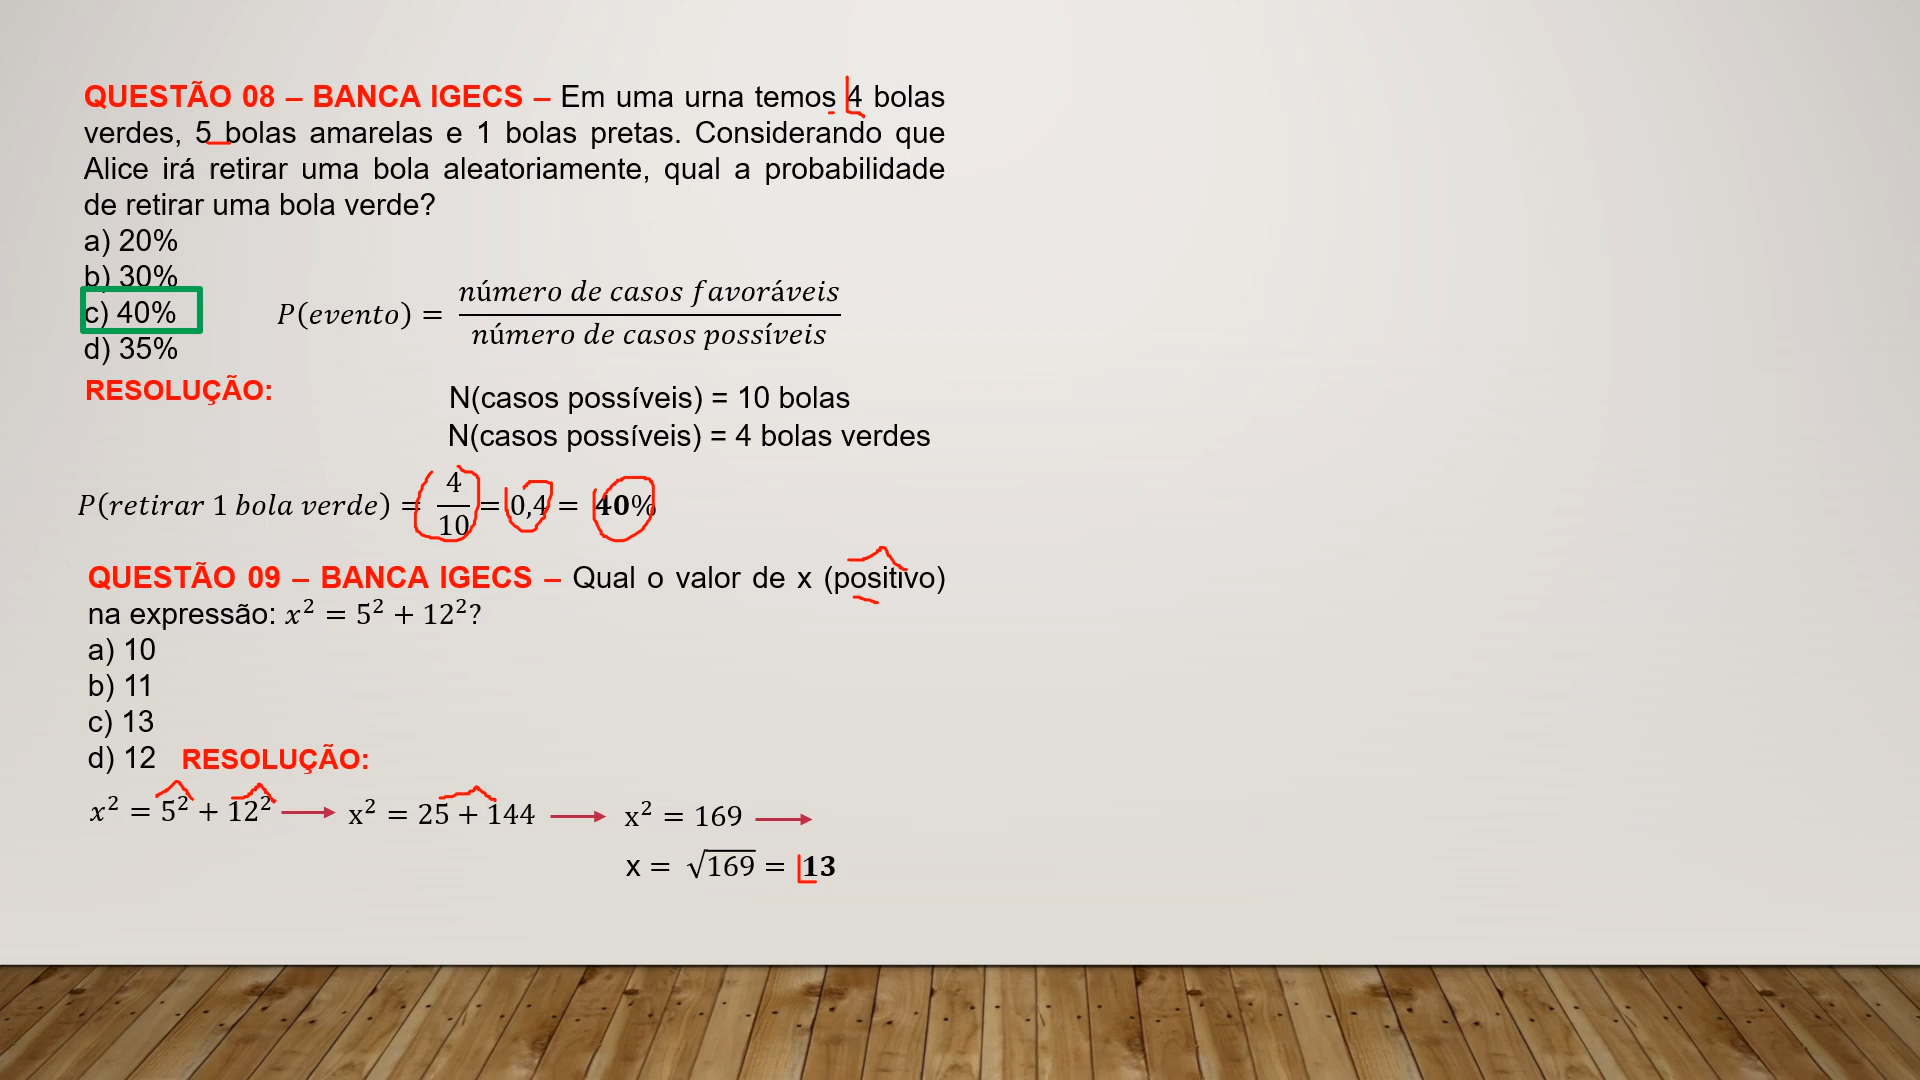 QUESTÃO 08 – BANCA IGECS – Em uma urna temos 4 bolas
verdes, 5 bolas amarelas e 1 bolas pretas. Considerando que
Alice irá retirar uma bola aleatoriamente, qual a probabilidade
de retirar uma bola verde?
a) 20%
b) 30%
c) 40%
d) 35%
P(evento) = número de casos favoráveis / número de casos possíveis
RESOLUÇÃO:
N(casos possíveis) = 10 bolas
N(casos possíveis) = 4 bolas verdes
P(retirar 1 bola verde) = 4/10 = 0,4 = 40%
QUESTÃO 09 – BANCA IGECS – Qual o valor de x (positivo)
na expressão: x² = 5² + 12²?
a) 10
b) 11
c) 13
d) 12 RESOLUÇÃO:
x² = 5² + 12² → x² = 25 + 144 → x² = 169 →
x = √169 = 13